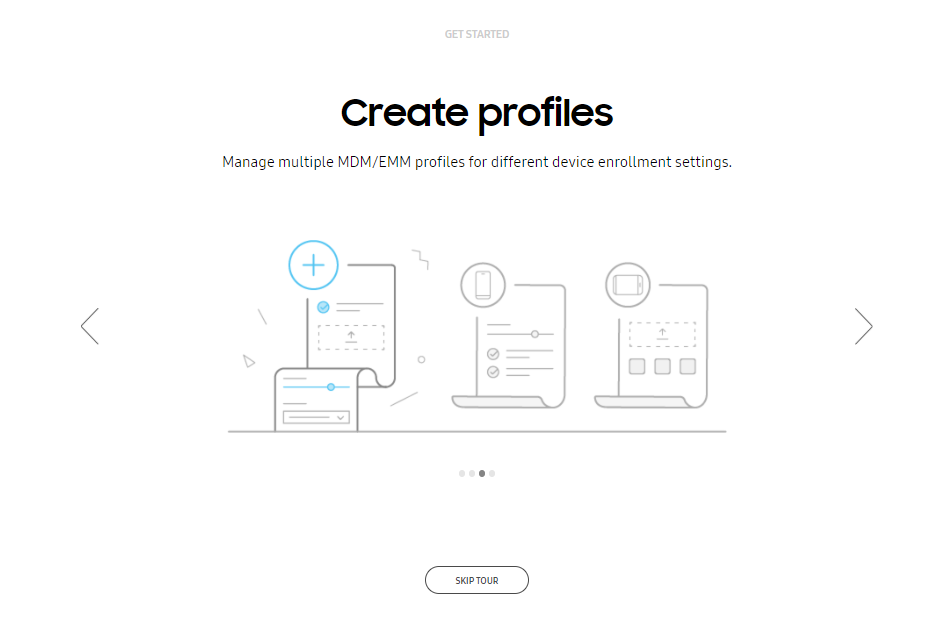 GET STARTED
Create profiles
Manage multiple MDM/EMM profiles for different device enrollment settings.
SKIP TOUR